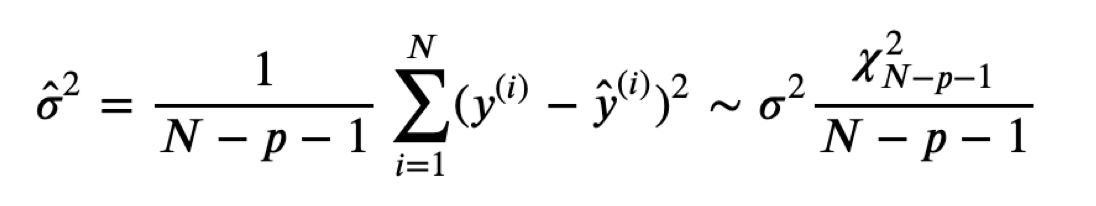 σ̂² = 1/(N − p − 1) ∑_{i=1}^{N} (y^{(i)} − ŷ^{(i)})² ∼ σ² χ²_{N−p−1}/(N − p − 1)